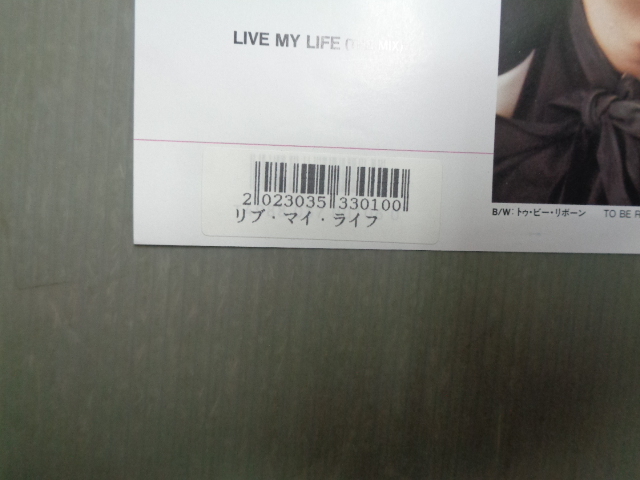 LIVE MY LIFE
2 023035 330100
リブ・マイ・ライフ
B/W:トゥ・ビー・リボーン TO BE R